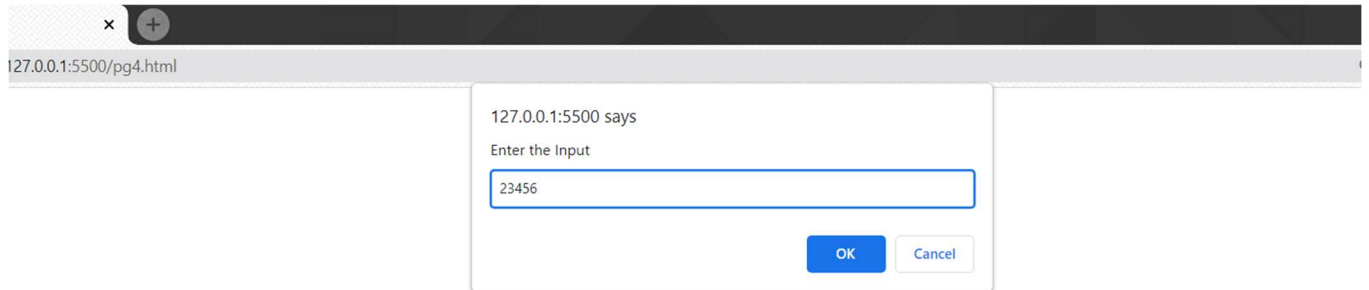 127.0.0.1:5500/pg4.html
127.0.0.1:5500 says
Enter the Input
23456
OK Cancel